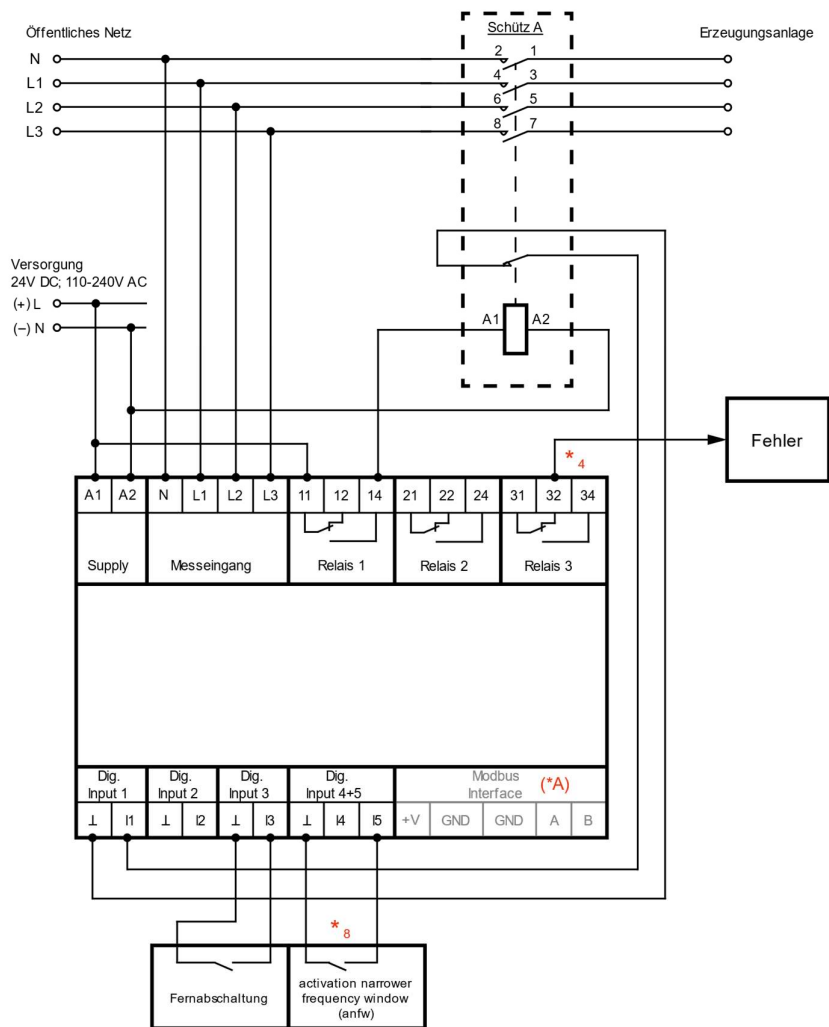 Öffentliches Netz
Schütz A
Erzeugungsanlage
N
2 1
L1
4 3
L2
6 5
L3
8 7
Versorgung
24V DC; 110-240V AC
(+) L
(–) N
A1 A2
Fehler
*4
A1 A2 N L1 L2 L3 11 12 14 21 22 24 31 32 34
Supply Messeingang Relais 1 Relais 2 Relais 3
Dig. Input 1
Dig. Input 2
Dig. Input 3
Dig. Input 4+5
Modbus Interface (*A)
⊥ I1 ⊥ I2 ⊥ I3 ⊥ I4 I5 +V GND GND A B
*8
Fernabschaltung
activation narrower
frequency window
(anfw)